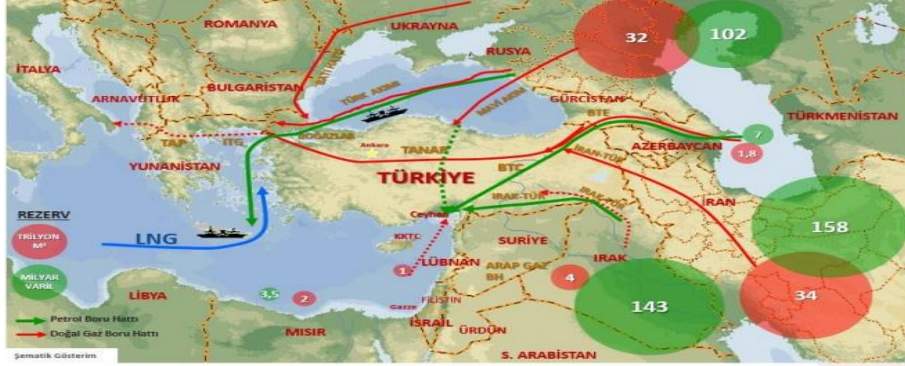 ROMANYA
UKRAYNA
32
102
İTALYA
RUSYA
ARNAVUTLUK
BULGARİSTAN
TÜRK AKIMI
MAVİ AKIM
GÜRCİSTAN
BTE
TÜRKMENİSTAN
TAP
ITG
BOĞAZLAR
Ankara
TANAP
AZERBAYCAN
7
1,8
YUNANİSTAN
TÜRKİYE
BTC
İRAN-TÜR
İRAN
IRAK-TÜR
IRAK-TÜR
Ceyhan
REZERV
TRİLYON
M³
LNG
KKTC
SURİYE
158
1
LÜBNAN
ARAP GAZ
BH
4
IRAK
MİLYAR
VARİL
LİBYA
3,5
2
Gazze
FİLİSTİN
143
34
Petrol Boru Hattı
Doğal Gaz Boru Hattı
MISIR
İSRAİL
ÜRDÜN
Şematik Gösterim
S. ARABİSTAN